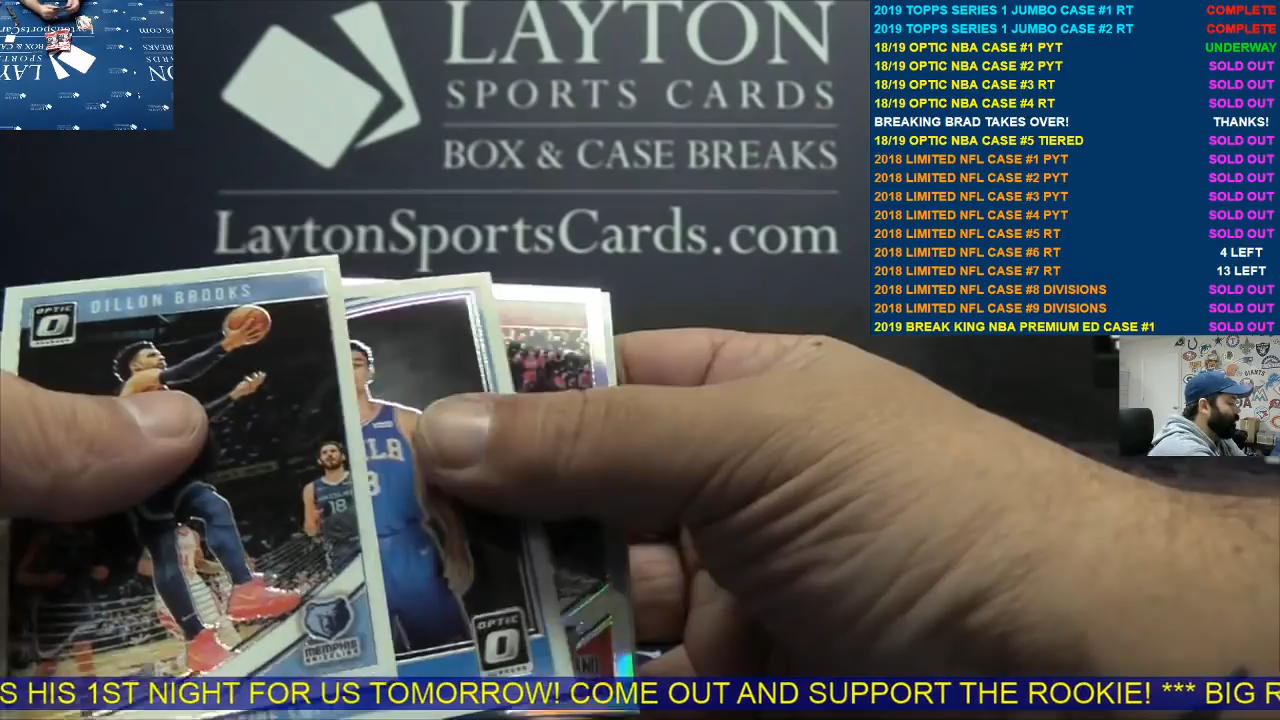 LAYTON
SPORTS CARDS
BOX & CASE BREAKS
LaytonSportsCards.com
2019 TOPPS SERIES 1 JUMBO CASE #1 RT COMPLETE
2019 TOPPS SERIES 1 JUMBO CASE #2 RT COMPLETE
18/19 OPTIC NBA CASE #1 PYT UNDERWAY
18/19 OPTIC NBA CASE #2 PYT SOLD OUT
18/19 OPTIC NBA CASE #3 RT SOLD OUT
18/19 OPTIC NBA CASE #4 RT SOLD OUT
BREAKING BRAD TAKES OVER! THANKS!
18/19 OPTIC NBA CASE #5 TIERED SOLD OUT
2018 LIMITED NFL CASE #1 PYT SOLD OUT
2018 LIMITED NFL CASE #2 PYT SOLD OUT
2018 LIMITED NFL CASE #3 PYT SOLD OUT
2018 LIMITED NFL CASE #4 PYT SOLD OUT
2018 LIMITED NFL CASE #5 RT SOLD OUT
2018 LIMITED NFL CASE #6 RT 4 LEFT
2018 LIMITED NFL CASE #7 RT 13 LEFT
2018 LIMITED NFL CASE #8 DIVISIONS SOLD OUT
2018 LIMITED NFL CASE #9 DIVISIONS SOLD OUT
2019 BREAK KING NBA PREMIUM ED CASE #1 SOLD OUT
OPTIC
DILLON BROOKS
18
MEMPHIS
GRIZZLIES
OPTIC
S HIS 1ST NIGHT FOR US TOMORROW! COME OUT AND SUPPORT THE ROOKIE! *** BIG R